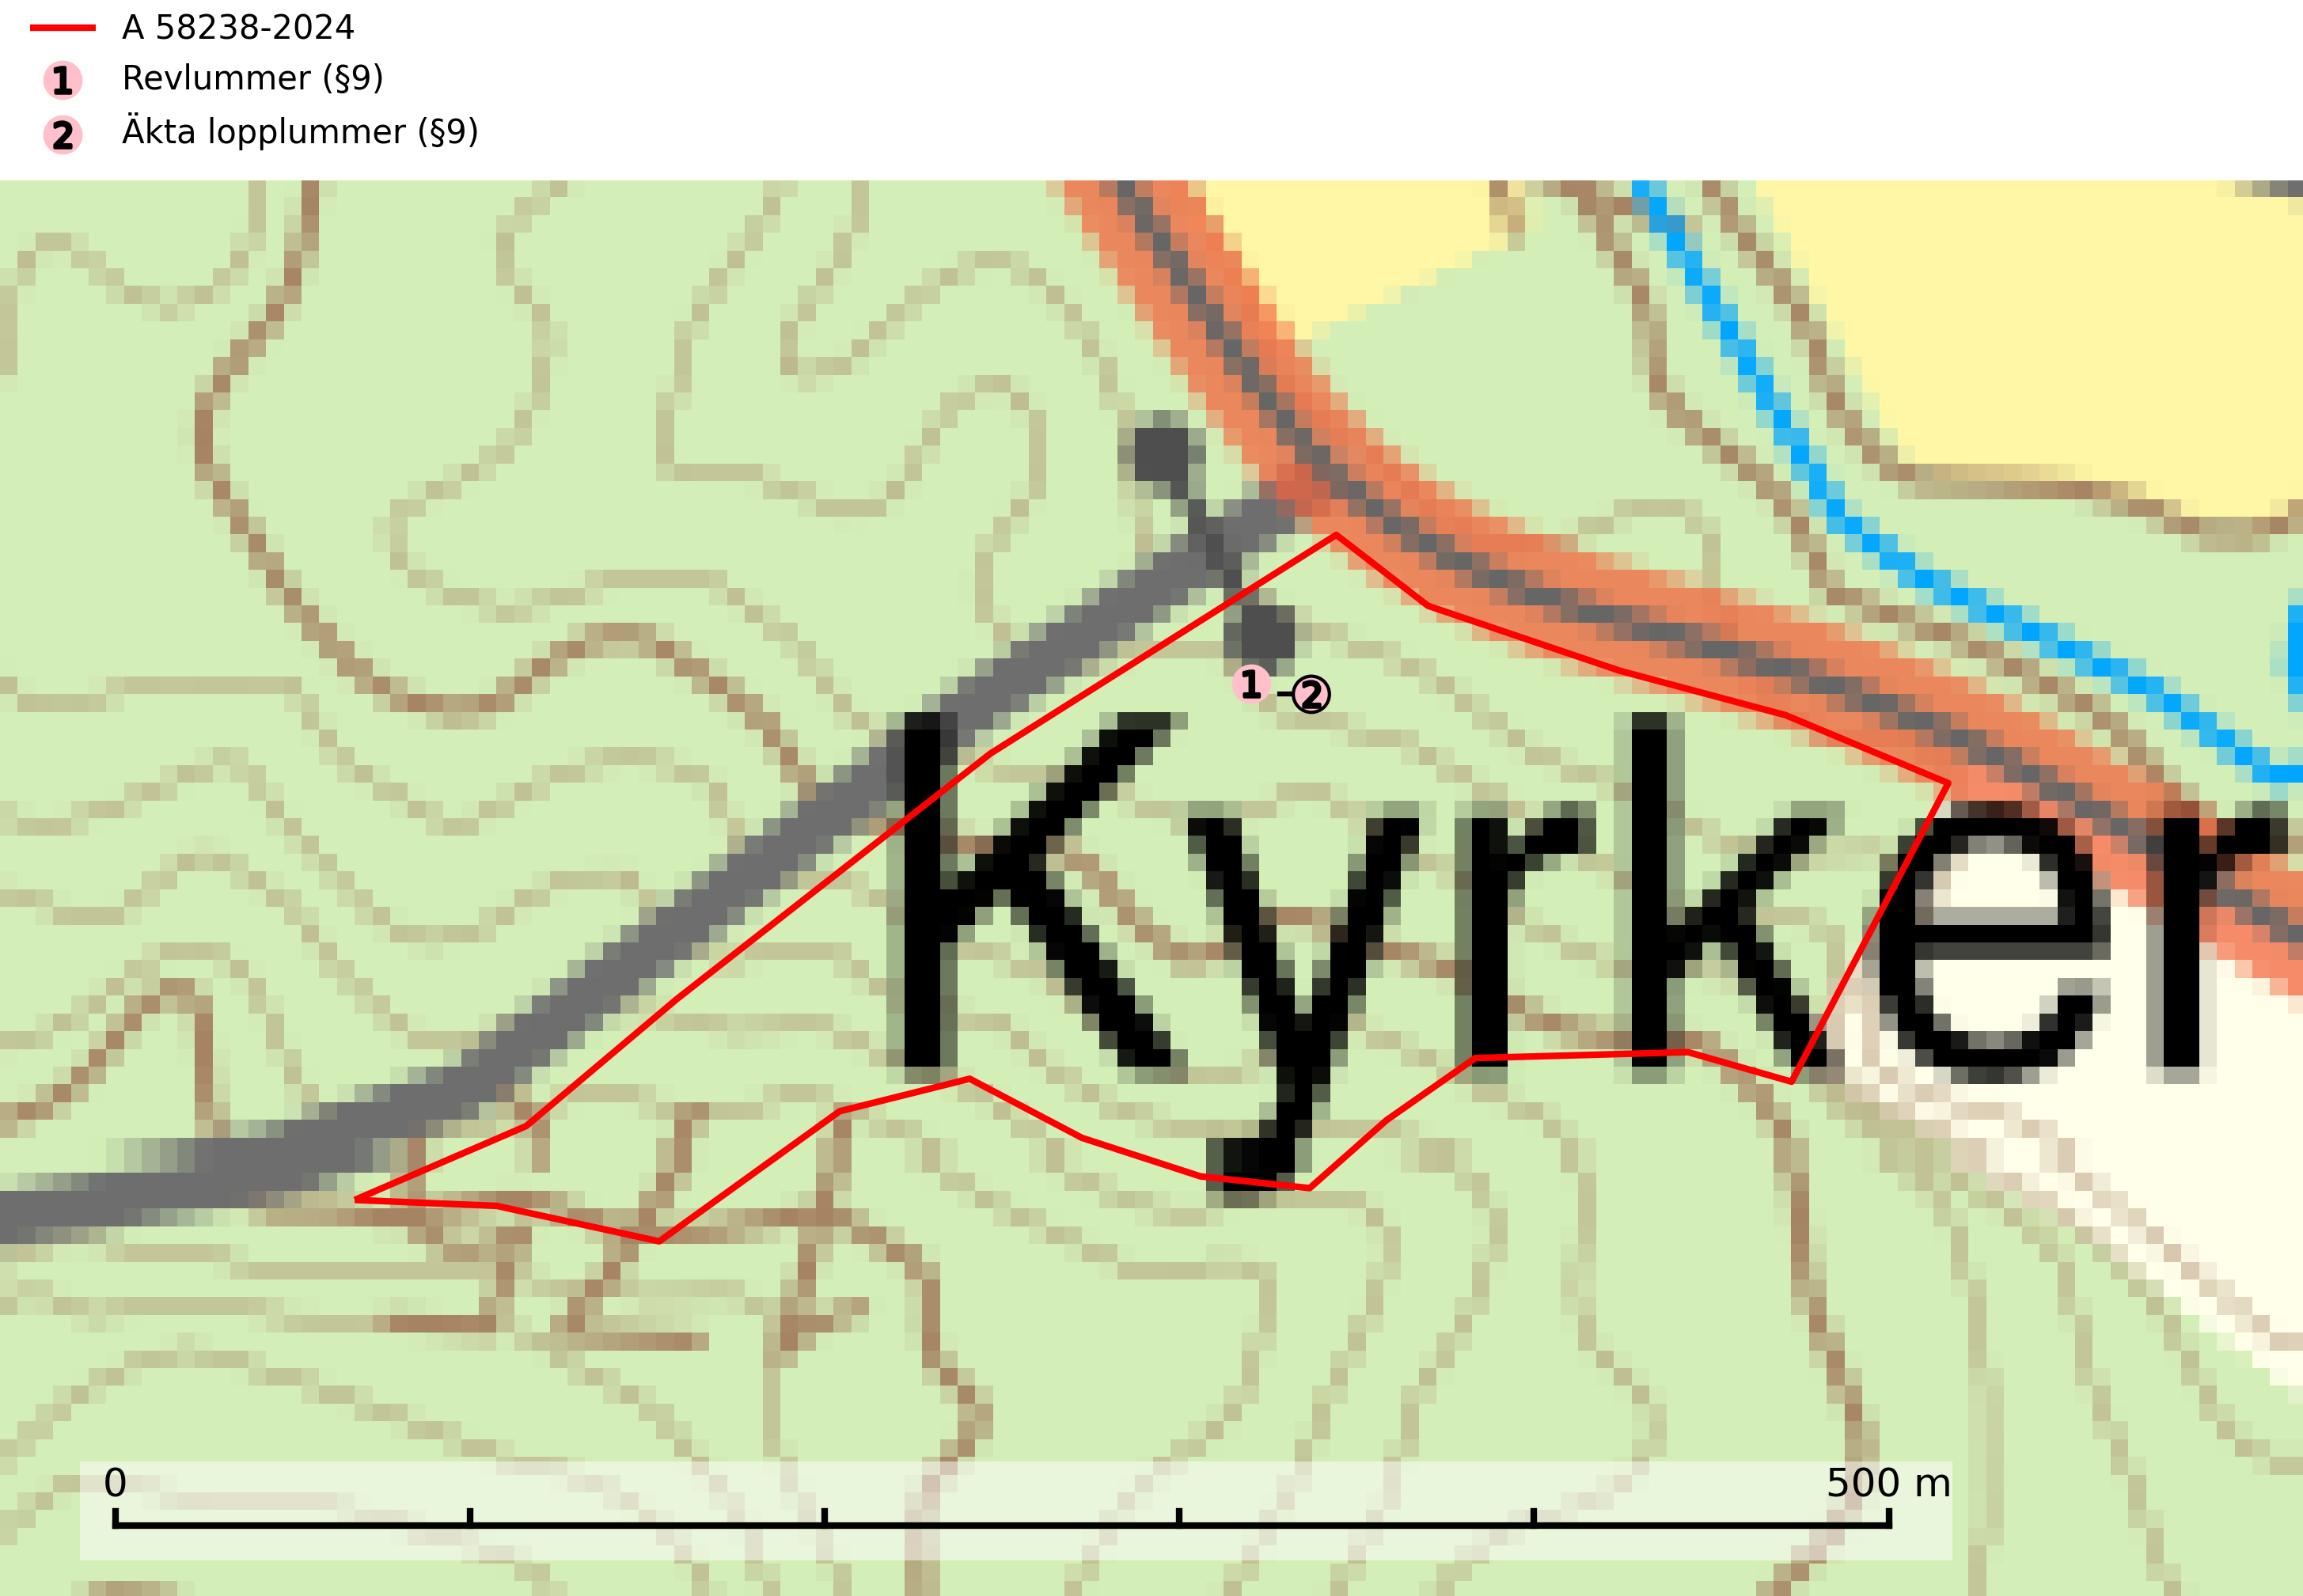 A 58238-2024
1 Revlummer (§9)
2 Äkta lopplummer (§9)
1-2
Kyrker
0 500 m